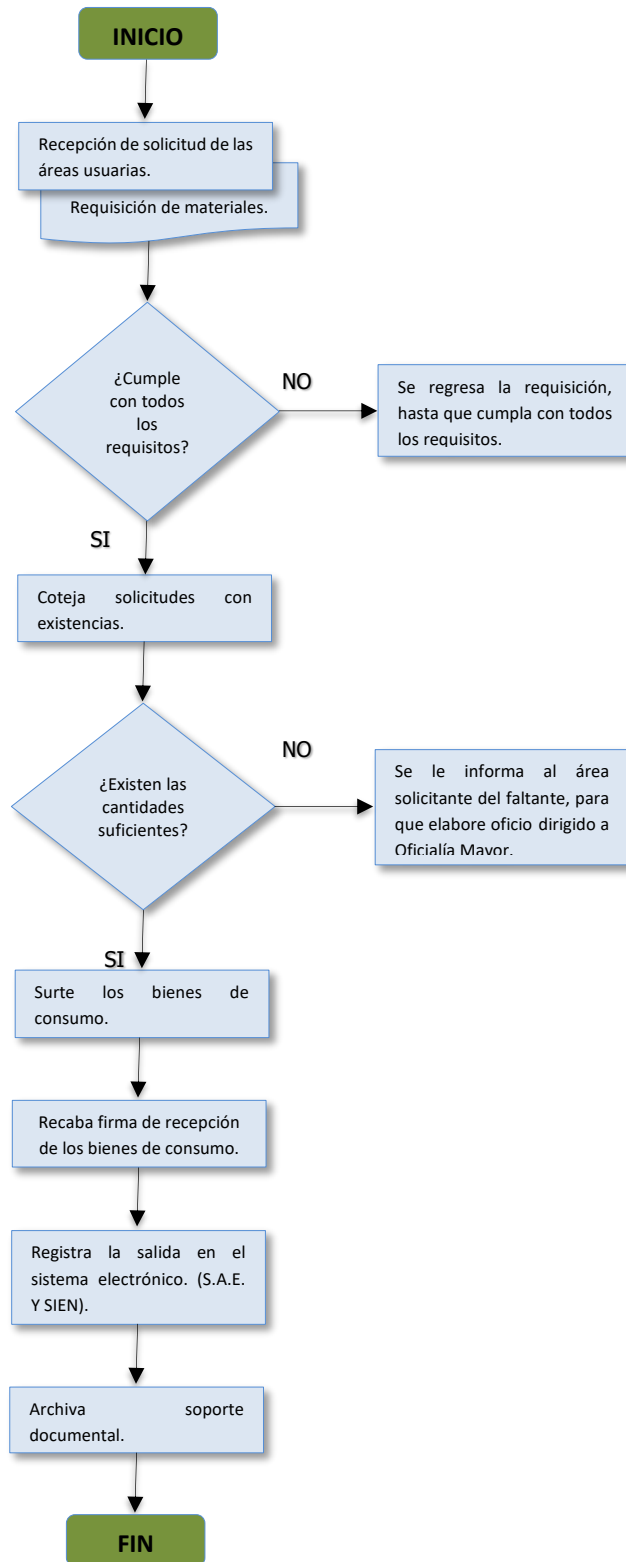 INICIO
Recepción de solicitud de las
áreas usuarias.
Requisición de materiales.
¿Cumple
con todos
los
requisitos?
NO
Se regresa la requisición,
hasta que cumpla con todos
los requisitos.
SI
Coteja solicitudes con
existencias.
¿Existen las
cantidades
suficientes?
NO
Se le informa al área
solicitante del faltante, para
que elabore oficio dirigido a
Oficialía Mayor.
SI
Surte los bienes de
consumo.
Recaba firma de recepción
de los bienes de consumo.
Registra la salida en el
sistema electrónico. (S.A.E.
Y SIEN).
Archiva soporte
documental.
FIN